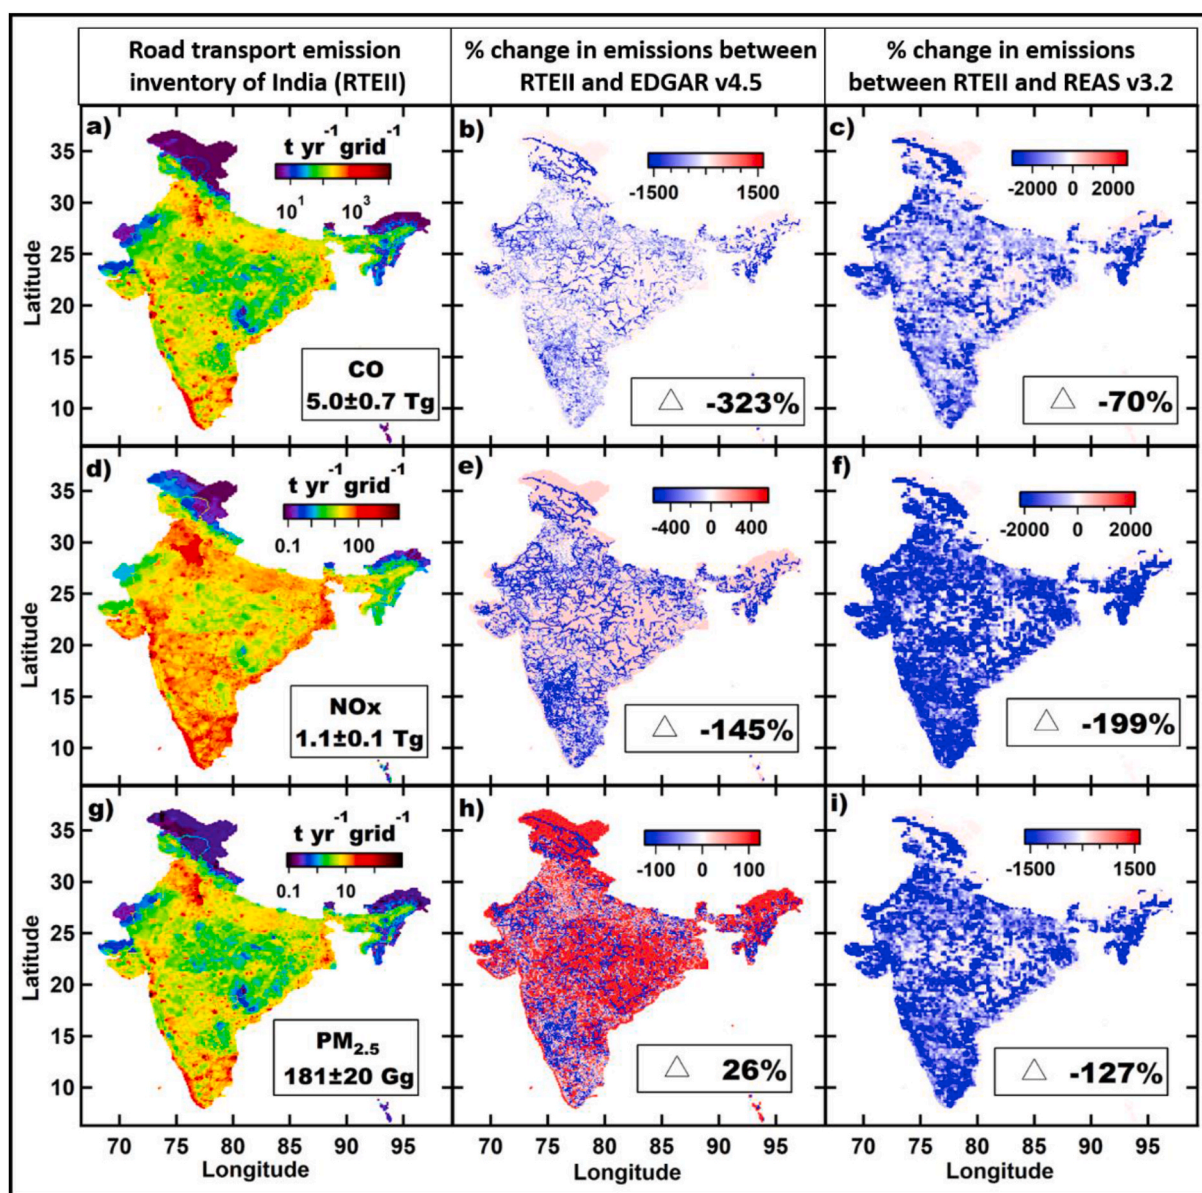 Road transport emission
inventory of India (RTEII)
% change in emissions between
RTEII and EDGAR v4.5
% change in emissions
between RTEII and REAS v3.2
a)
t yr⁻¹ grid⁻¹
10¹ 10³
CO
5.0±0.7 Tg
35
30
25
20
15
10
Latitude
b)
-1500 1500
△ -323%
c)
-2000 0 2000
△ -70%
d)
t yr⁻¹ grid⁻¹
0.1 100
NOx
1.1±0.1 Tg
35
30
25
20
15
10
Latitude
e)
-400 0 400
△ -145%
f)
-2000 0 2000
△ -199%
g)
t yr⁻¹ grid⁻¹
0.1 10
PM₂.₅
181±20 Gg
35
30
25
20
15
10
Latitude
h)
-100 0 100
△ 26%
i)
-1500 1500
△ -127%
70 75 80 85 90 95
Longitude
70 75 80 85 90 95
Longitude
70 75 80 85 90 95
Longitude